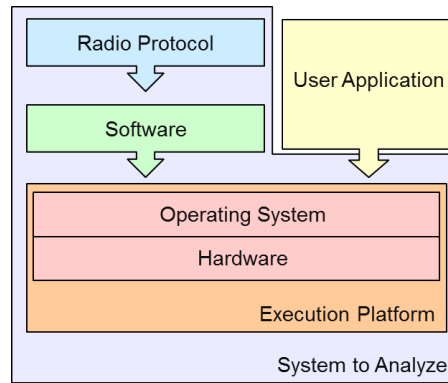 Radio Protocol
User Application
Software
Operating System
Hardware
Execution Platform
System to Analyze